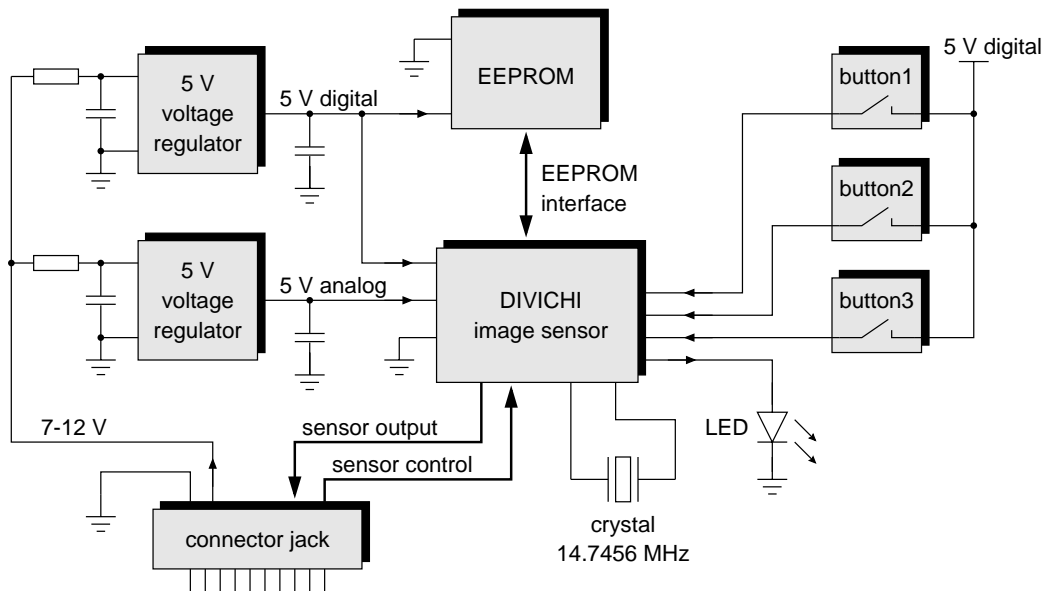 5 V
voltage
regulator
5 V digital
EEPROM
EEPROM
interface
5 V digital
button1
button2
button3
5 V
voltage
regulator
5 V analog
DIVICHI
image sensor
7-12 V
sensor output
sensor control
LED
connector jack
crystal
14.7456 MHz